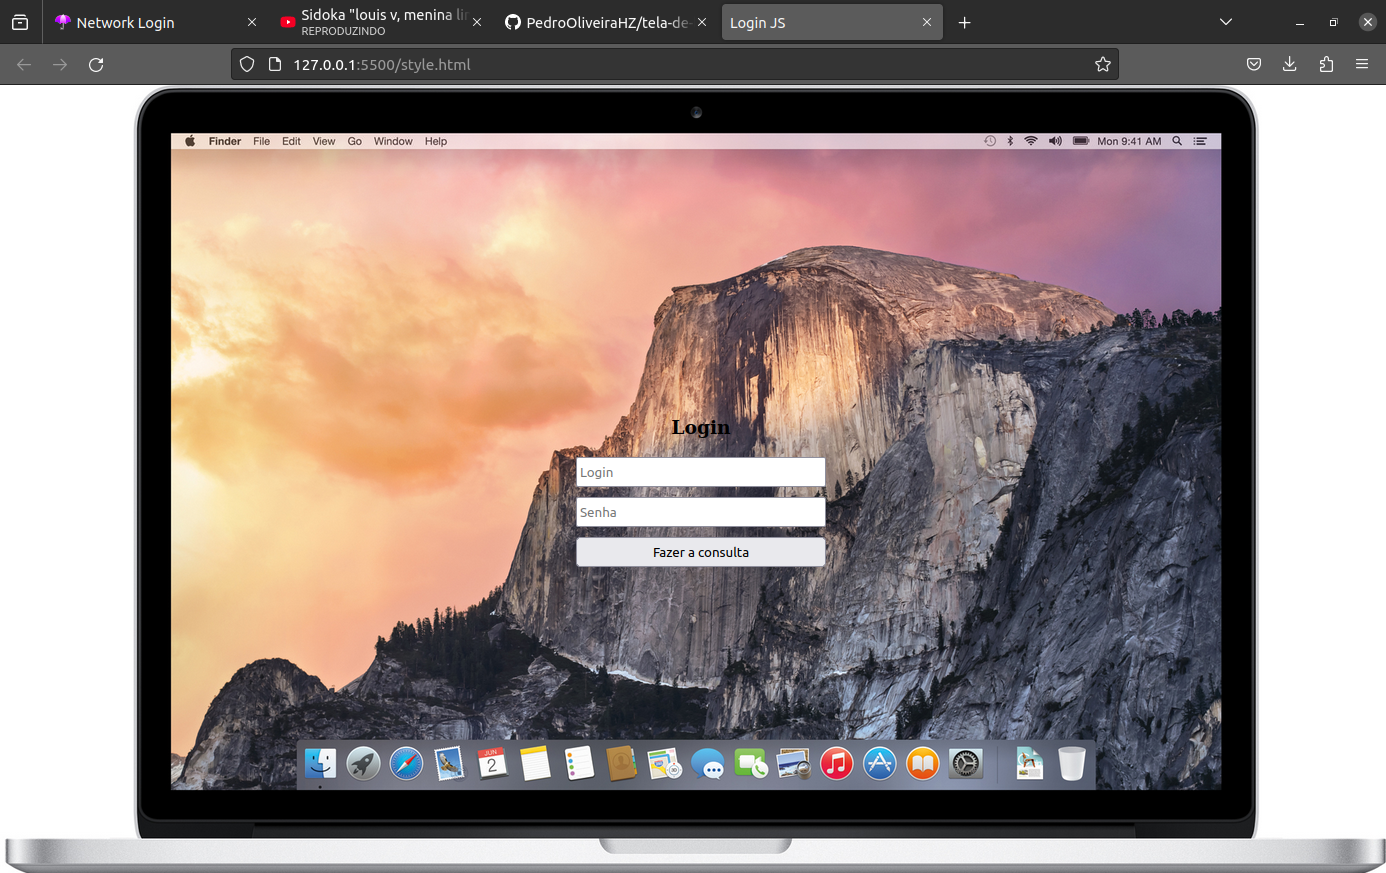 Network Login
Sidoka "louis v, menina li
REPRODUZINDO
PedroOliveiraHZ/tela-de-
Login JS
127.0.0.1:5500/style.html
Finder File Edit View Go Window Help
Mon 9:41 AM
Login
Login
Senha
Fazer a consulta
JUN
2